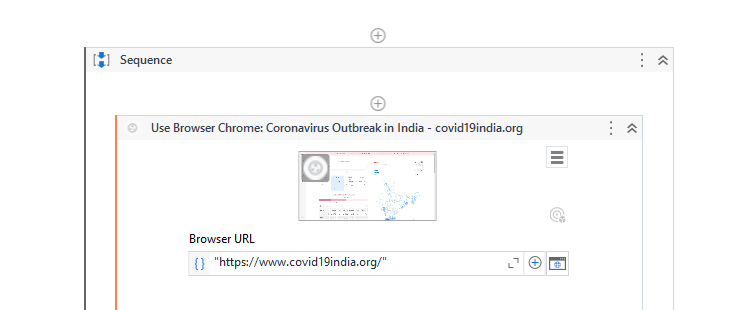 Sequence
Use Browser Chrome: Coronavirus Outbreak in India - covid19india.org
Browser URL
"https://www.covid19india.org/"